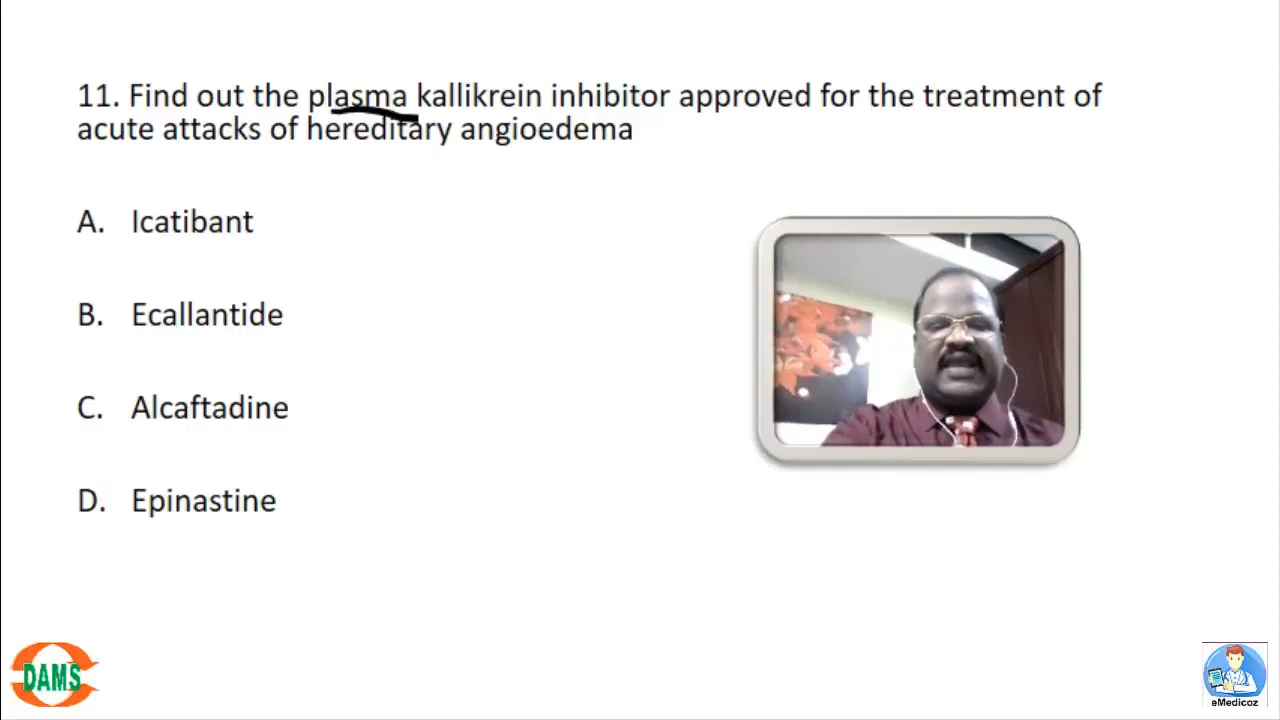 11. Find out the plasma kallikrein inhibitor approved for the treatment of
acute attacks of hereditary angioedema
A. Icatibant
B. Ecallantide
C. Alcaftadine
D. Epinastine
DAMS
eMedicoz